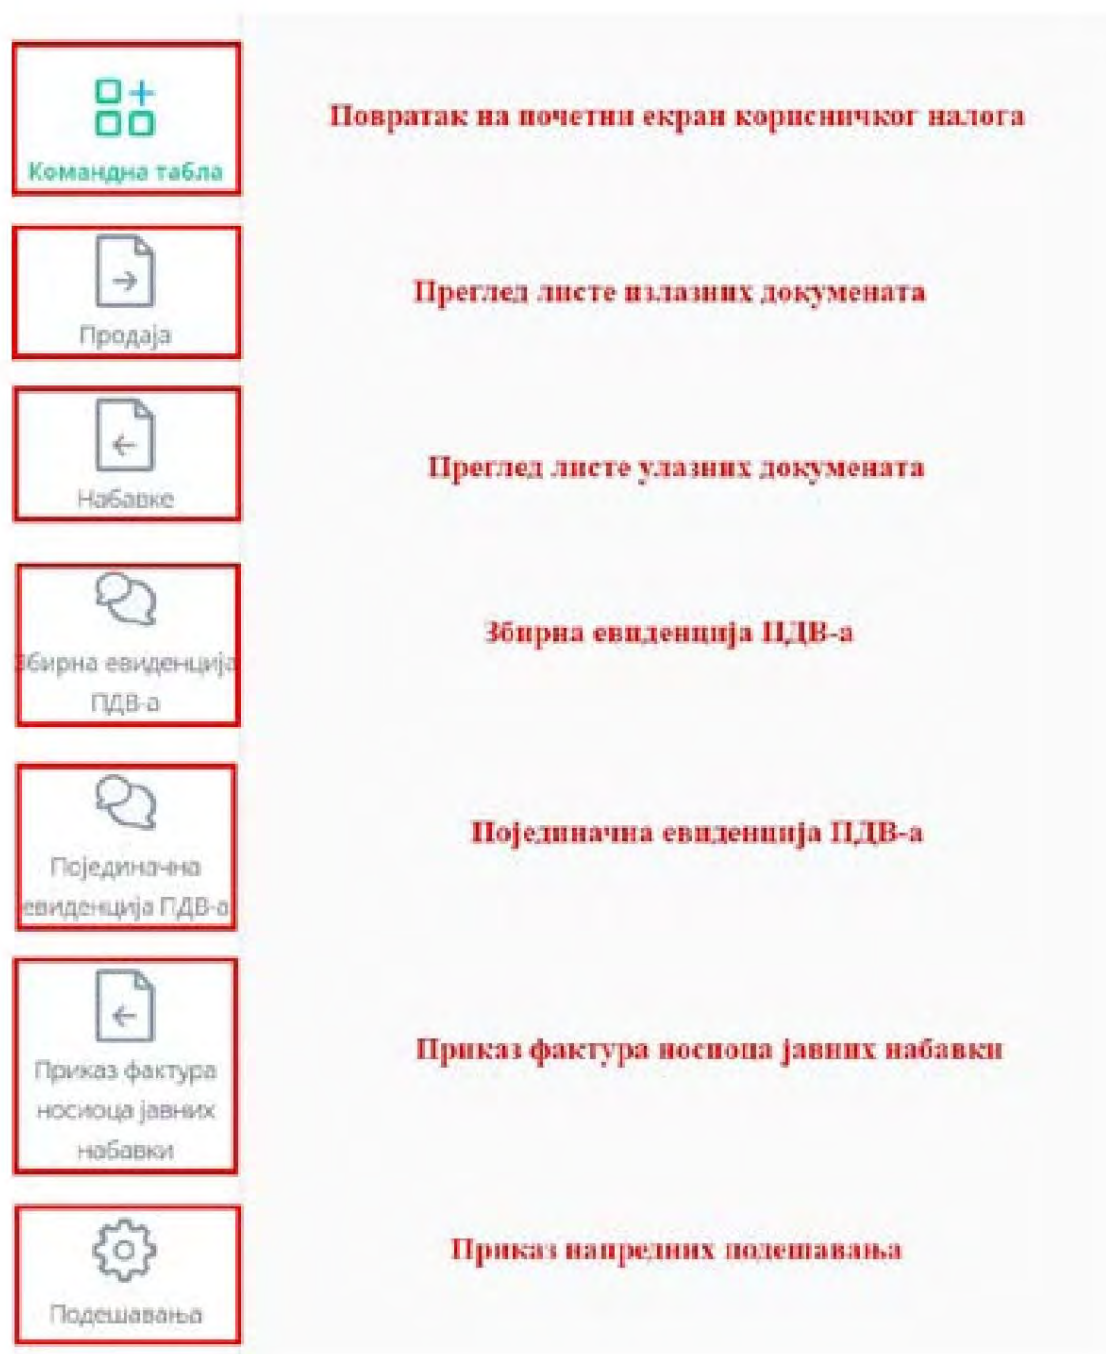 Командна табла
Повратак на почетни екран корисничког налога
Продаја
Преглед листе излазних докумената
Набавке
Преглед листе улазних докумената
Збирна евиденција
ПДВ-а
Збирна евиденција ПДВ-а
Појединачна
евиденција ПДВ-а
Појединачна евиденција ПДВ-а
Приказ фактура
носиоца јавних
набавки
Приказ фактура носиоца јавних набавки
Подешавања
Приказ напредних подешавања